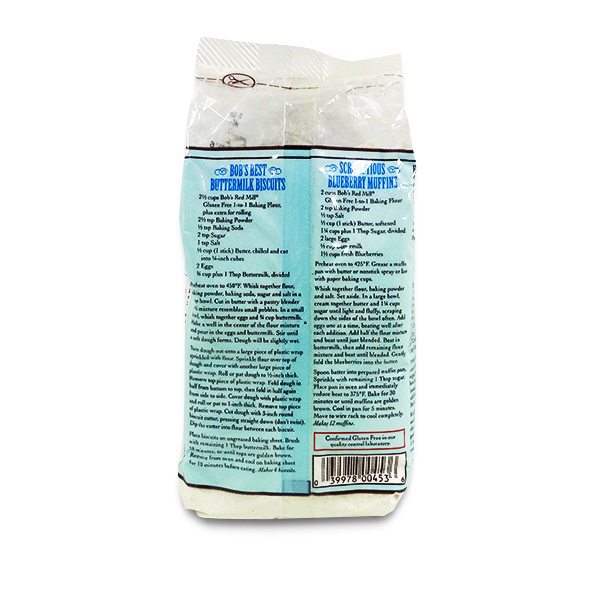 BOB'S BEST
BUTTERMILK BISCUITS
2½ cups Bob's Red Mill®
Gluten Free 1-to-1 Baking Flour,
plus extra for rolling
2½ tsp Baking Powder
½ tsp Baking Soda
2 tsp Sugar
1 tsp Salt
½ cup (1 stick) Butter, chilled and cut
into ¼-inch cubes
2 Eggs
¾ cup plus 1 Tbsp Buttermilk, divided
Preheat oven to 450°F. Whisk together flour,
baking powder, baking soda, sugar and salt in a
bowl. Cut in butter with a pastry blender
mixture resembles small pebbles. In a small
bowl, whisk together eggs and ¾ cup buttermilk.
Make a well in the center of the flour mixture
and pour in the eggs and buttermilk. Stir until
soft dough forms. Dough will be slightly wet.
Turn dough out onto a large piece of plastic wrap
sprinkled with flour. Sprinkle flour over top of
dough and cover with another large piece of
plastic wrap. Roll or pat dough to ½-inch thick.
Remove top piece of plastic wrap. Fold dough in
half from bottom to top, then fold in half again
from side to side. Cover dough with plastic wrap
and roll or pat to 1-inch thick. Remove top piece
of plastic wrap. Cut dough with 3-inch round
biscuit cutter, pressing straight down (don't twist).
Dip the cutter into flour between each biscuit.
Place biscuits on ungreased baking sheet. Brush
with remaining 1 Tbsp buttermilk. Bake for
minutes or until tops are golden brown.
Remove from oven and cool on baking sheet
for 10 minutes before eating. Makes 6 biscuits.
BLUEBERRY MUFFINS
2 cups Bob's Red Mill®
Gluten Free 1-to-1 Baking Flour
2 tsp Baking Powder
½ tsp Salt
½ cup (1 stick) Butter, softened
1¼ cups plus 1 Tbsp Sugar, divided
2 large Eggs
cup Buttermilk
1½ cups fresh Blueberries
Preheat oven to 425°F. Grease a muffin
pan with butter or nonstick spray or line
with paper baking cups.
Whisk together flour, baking powder
and salt. Set aside. In a large bowl,
cream together butter and 1¼ cups
sugar until light and fluffy, scraping
down the sides of the bowl often. Add
eggs one at a time, beating well after
each addition. Add half the flour mixture
and beat until just blended. Beat in
buttermilk, then add remaining flour
mixture and beat until blended. Gently
fold the blueberries into the batter.
Spoon batter into prepared muffin pan.
Sprinkle with remaining 1 Tbsp sugar.
Place pan in oven and immediately
reduce heat to 375°F. Bake for 30
minutes or until muffins are golden
brown. Cool in pan for 5 minutes.
Move to wire rack to cool completely.
Makes 12 muffins.
Confirmed Gluten Free in our
quality control laboratory.
0 39978 00453 6